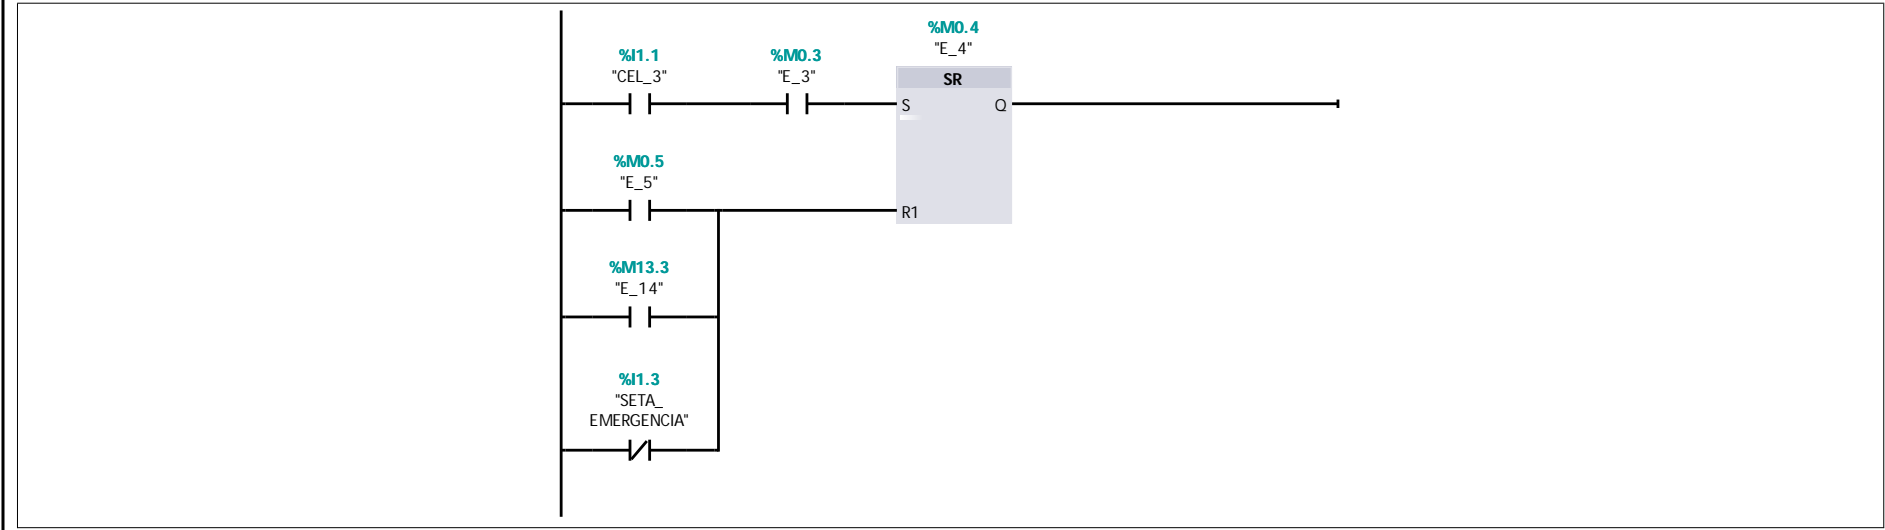 %M0.4
"E_4"
%I1.1
"CEL_3"
%M0.3
"E_3"
SR
S
Q
%M0.5
"E_5"
R1
%M13.3
"E_14"
%I1.3
"SETA_
EMERGENCIA"